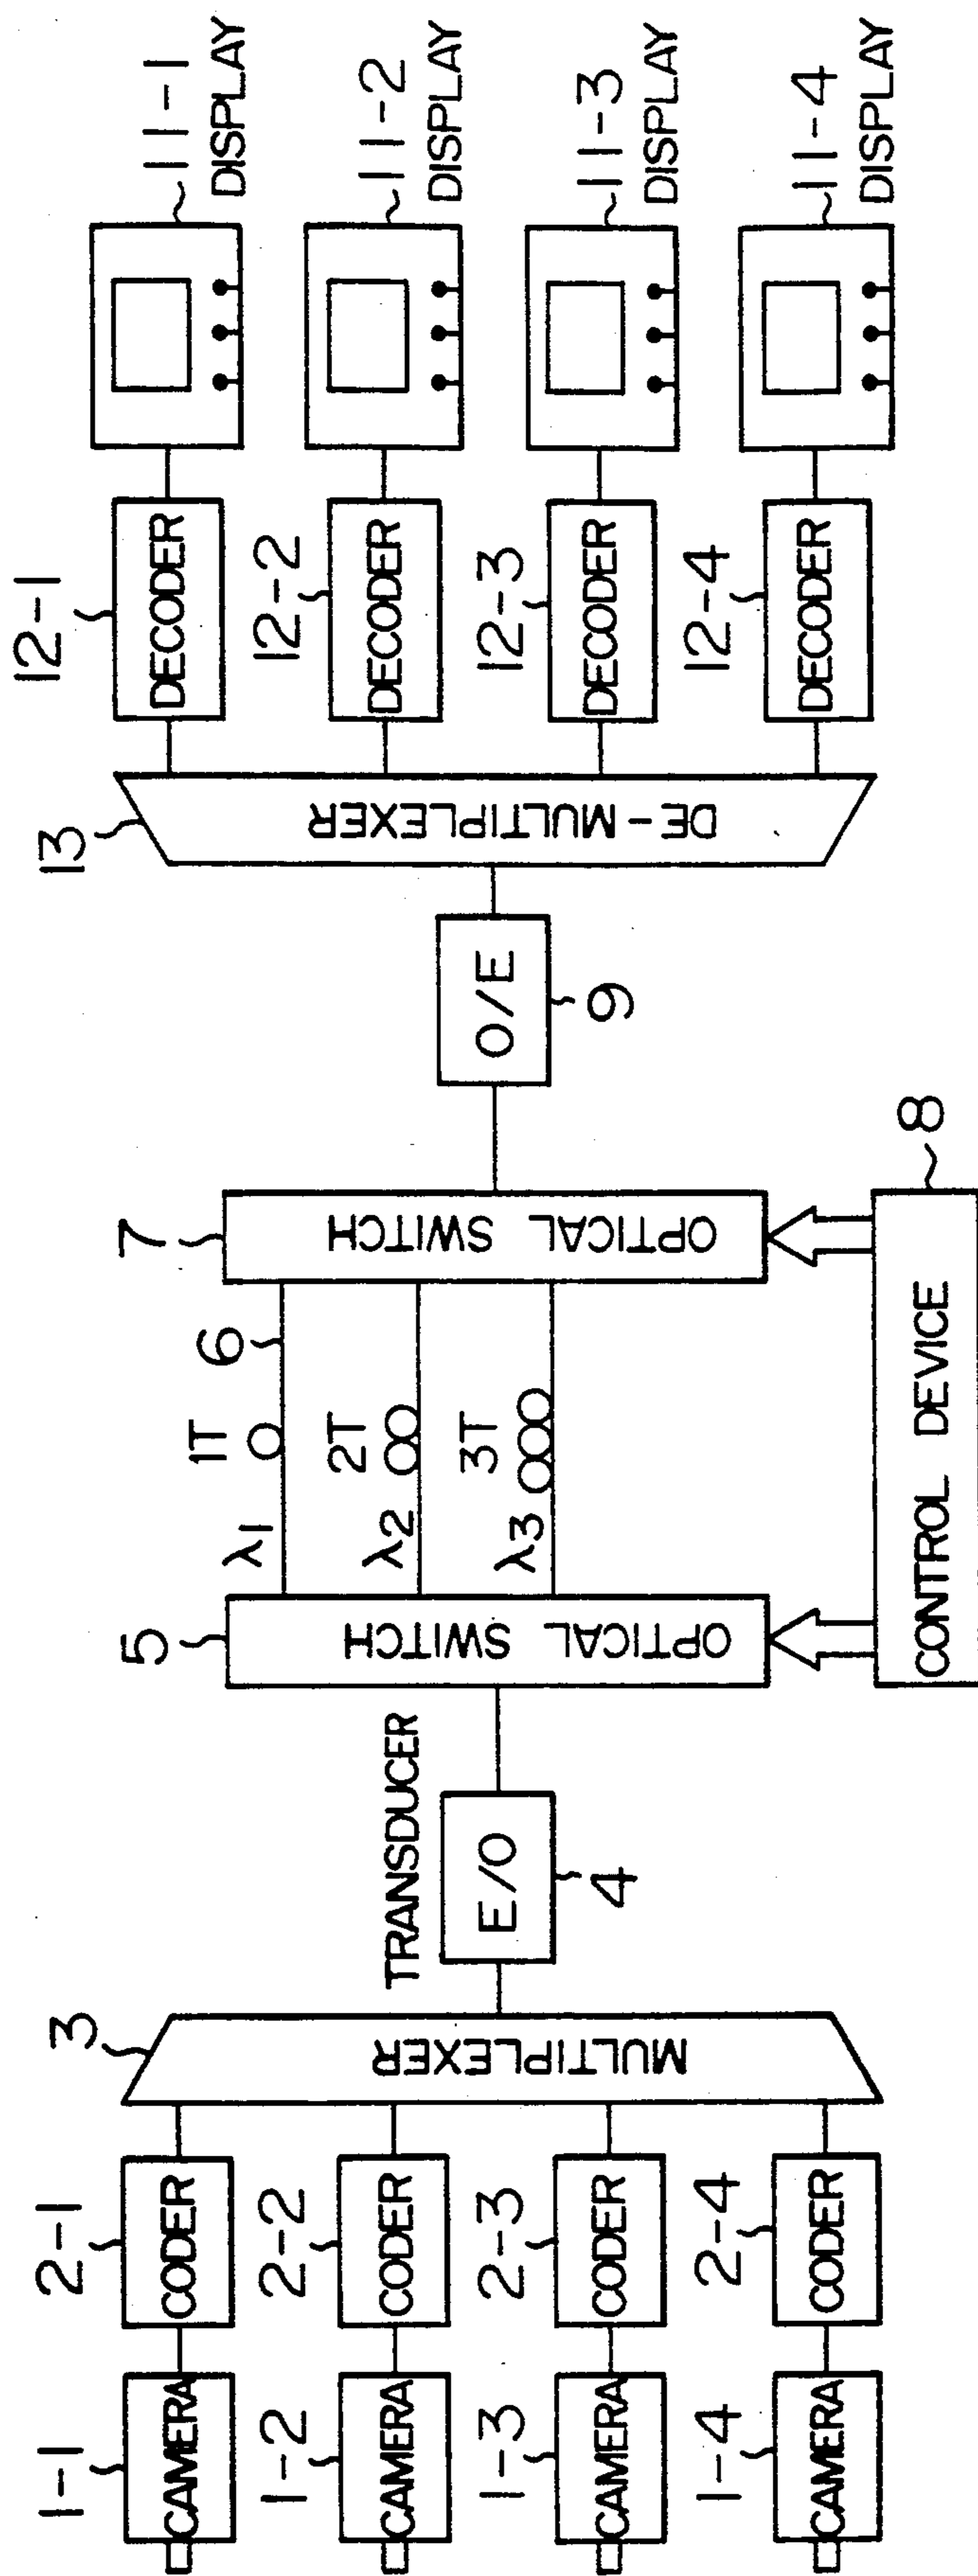 1-1
CAMERA
2-1
CODER
1-2
CAMERA
2-2
CODER
1-3
CAMERA
2-3
CODER
1-4
CAMERA
2-4
CODER
3
MULTIPLEXER
TRANSDUCER
E/O
4
5
OPTICAL SWITCH
λ1
1T
6
λ2
2T
λ3
3T
7
OPTICAL SWITCH
8
CONTROL DEVICE
O/E
9
13
DE-MULTIPLEXER
12-1
DECODER
11-1
DISPLAY
12-2
DECODER
11-2
DISPLAY
12-3
DECODER
11-3
DISPLAY
12-4
DECODER
11-4
DISPLAY